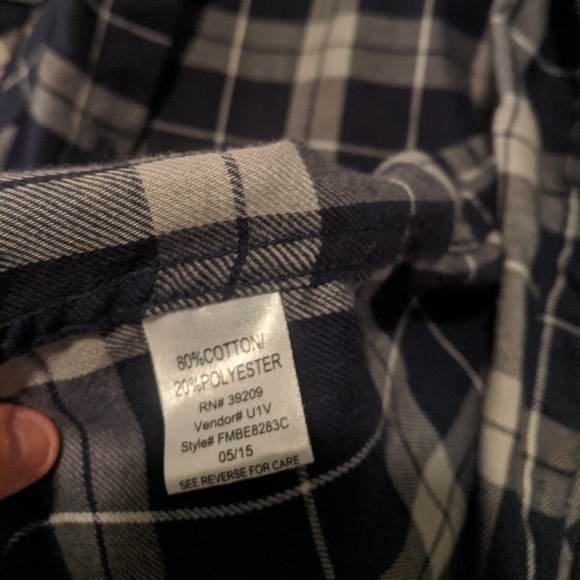 80%COTTON/
20%POLYESTER
RN# 39209
Vendor# U1V
Style# FMBE8283C
05/15
SEE REVERSE FOR CARE